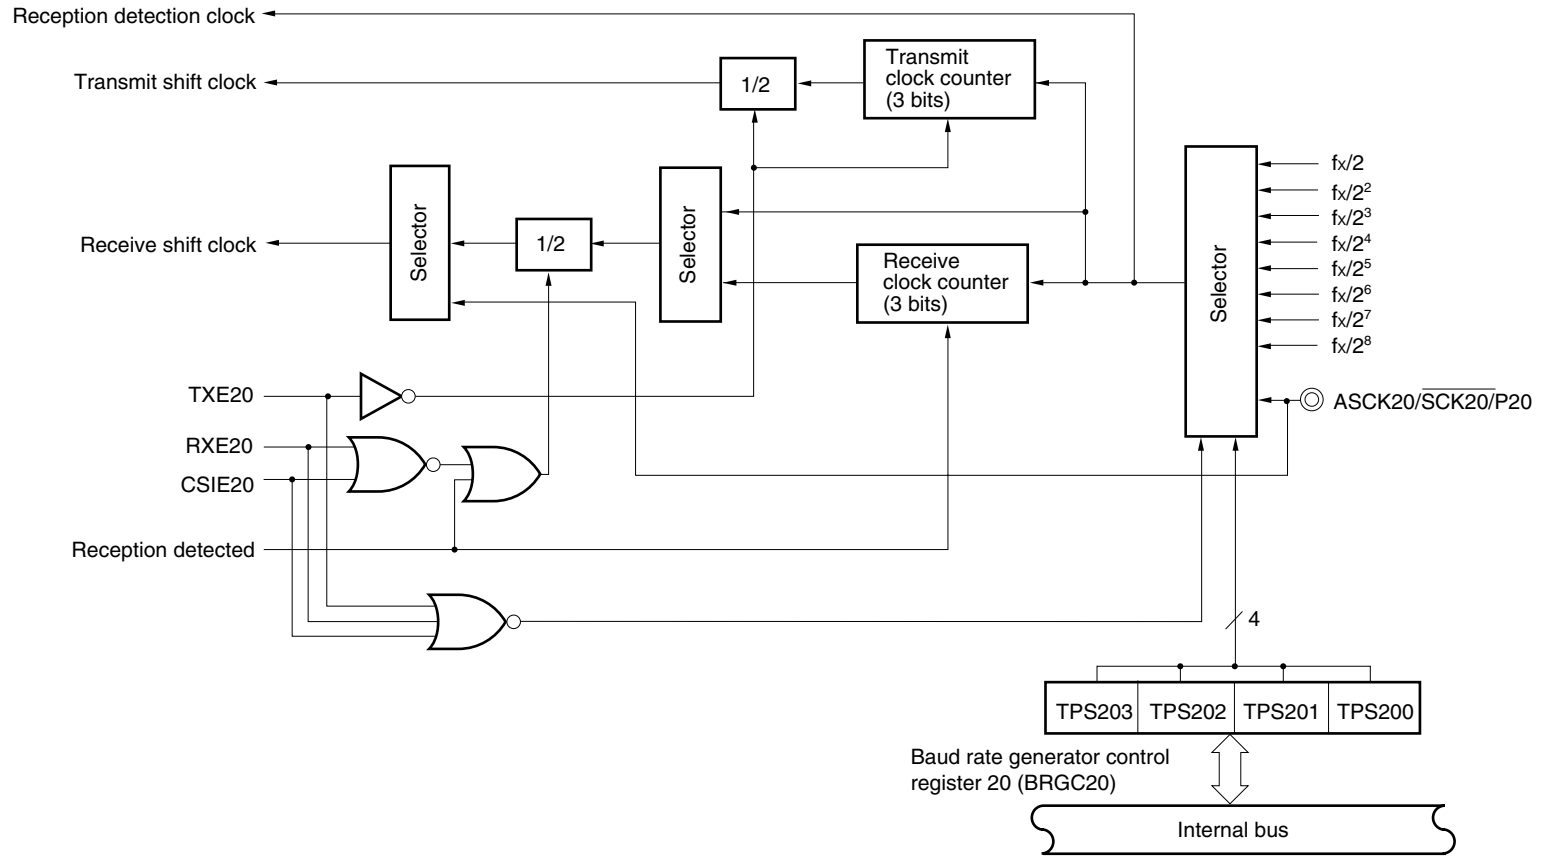 Reception detection clock
Transmit shift clock
1/2
Transmit
clock counter
(3 bits)
Receive shift clock
Selector
1/2
Selector
Receive
clock counter
(3 bits)
Selector
fx/2
fx/2²
fx/2³
fx/2⁴
fx/2⁵
fx/2⁶
fx/2⁷
fx/2⁸
ASCK20/SCK20/P20
TXE20
RXE20
CSIE20
Reception detected
4
TPS203 TPS202 TPS201 TPS200
Baud rate generator control
register 20 (BRGC20)
Internal bus